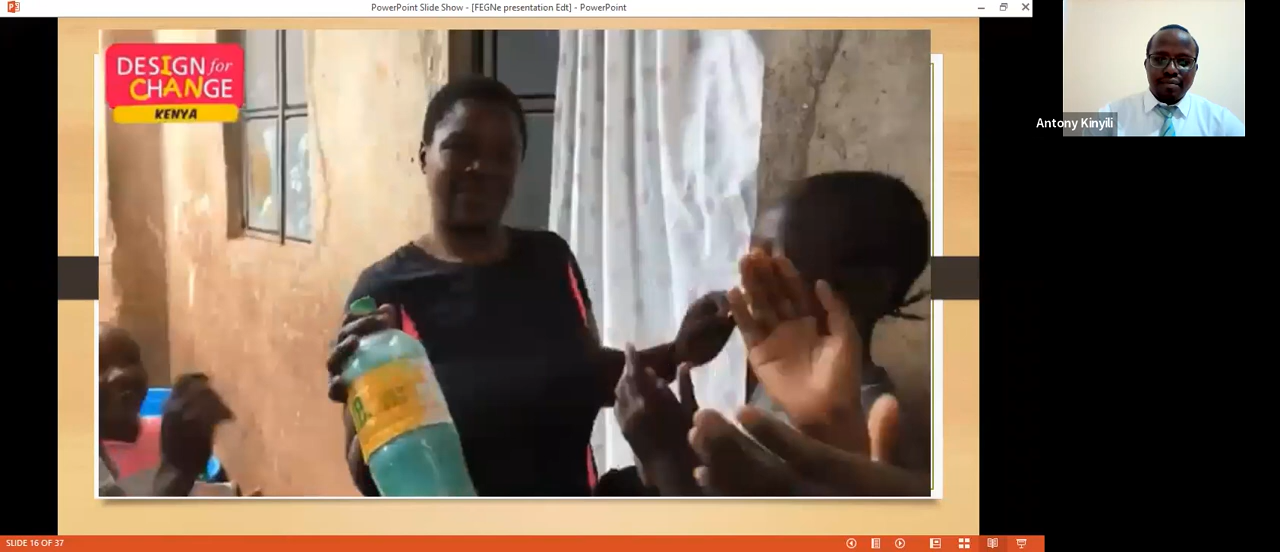 PowerPoint Slide Show - [FEGNe presentation Edt] - PowerPoint
DESIGN for
CHANGE
KENYA
Antony Kinyili
SLIDE 16 OF 37